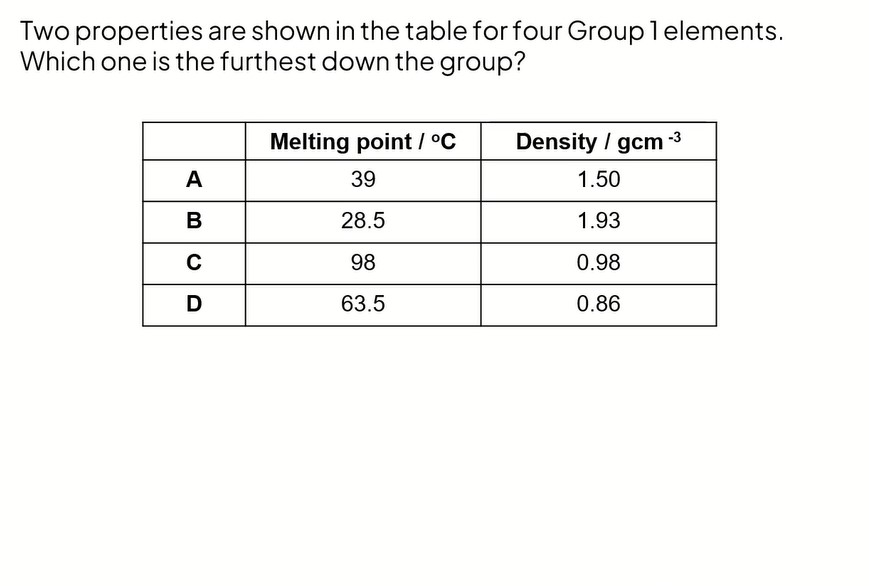 Two properties are shown in the table for four Group 1 elements.
Which one is the furthest down the group?
Melting point / ºC Density / gcm -3
A 39 1.50
B 28.5 1.93
C 98 0.98
D 63.5 0.86